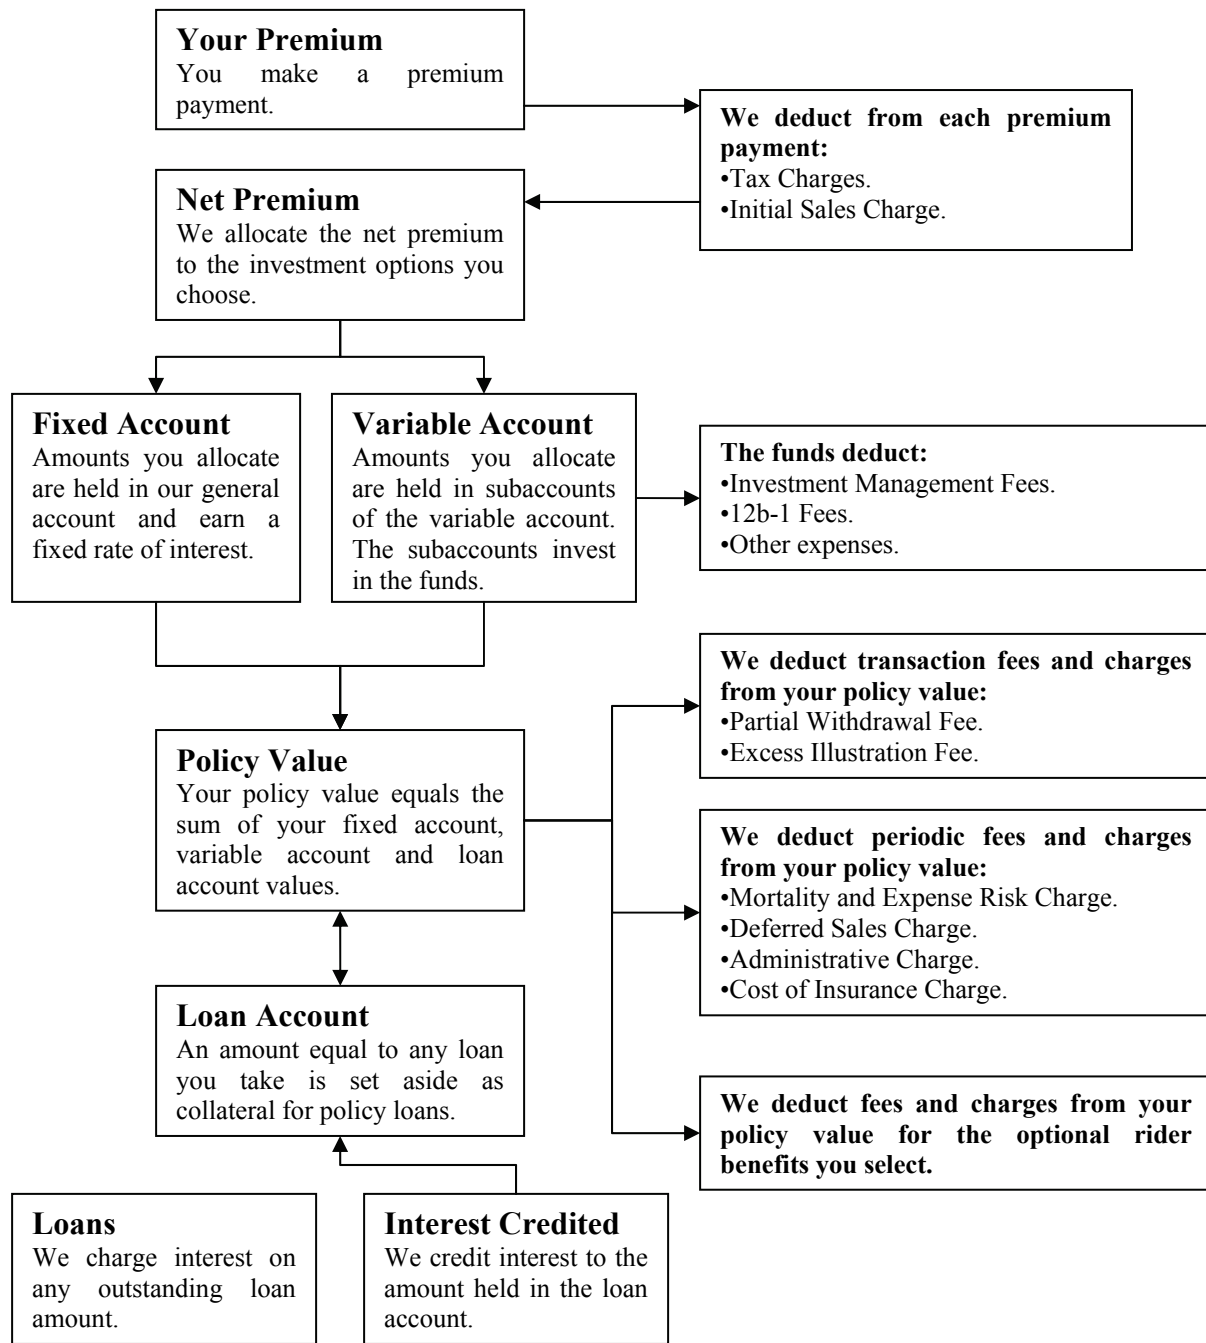 Your Premium
You make a premium
payment.
We deduct from each premium
payment:
•Tax Charges.
•Initial Sales Charge.
Net Premium
We allocate the net premium
to the investment options you
choose.
Fixed Account
Amounts you allocate
are held in our general
account and earn a
fixed rate of interest.
Variable Account
Amounts you allocate
are held in subaccounts
of the variable account.
The subaccounts invest
in the funds.
The funds deduct:
•Investment Management Fees.
•12b-1 Fees.
•Other expenses.
We deduct transaction fees and charges
from your policy value:
•Partial Withdrawal Fee.
•Excess Illustration Fee.
Policy Value
Your policy value equals the
sum of your fixed account,
variable account and loan
account values.
We deduct periodic fees and charges
from your policy value:
•Mortality and Expense Risk Charge.
•Deferred Sales Charge.
•Administrative Charge.
•Cost of Insurance Charge.
Loan Account
An amount equal to any loan
you take is set aside as
collateral for policy loans.
We deduct fees and charges from your
policy value for the optional rider
benefits you select.
Loans
We charge interest on
any outstanding loan
amount.
Interest Credited
We credit interest to the
amount held in the loan
account.